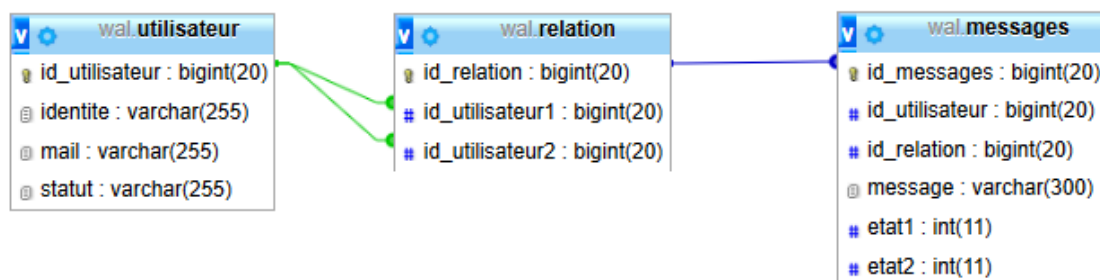 wal.utilisateur
id_utilisateur : bigint(20)
identite : varchar(255)
mail : varchar(255)
statut : varchar(255)
wal.relation
id_relation : bigint(20)
# id_utilisateur1 : bigint(20)
# id_utilisateur2 : bigint(20)
wal.messages
id_messages : bigint(20)
# id_utilisateur : bigint(20)
# id_relation : bigint(20)
message : varchar(300)
# etat1 : int(11)
# etat2 : int(11)